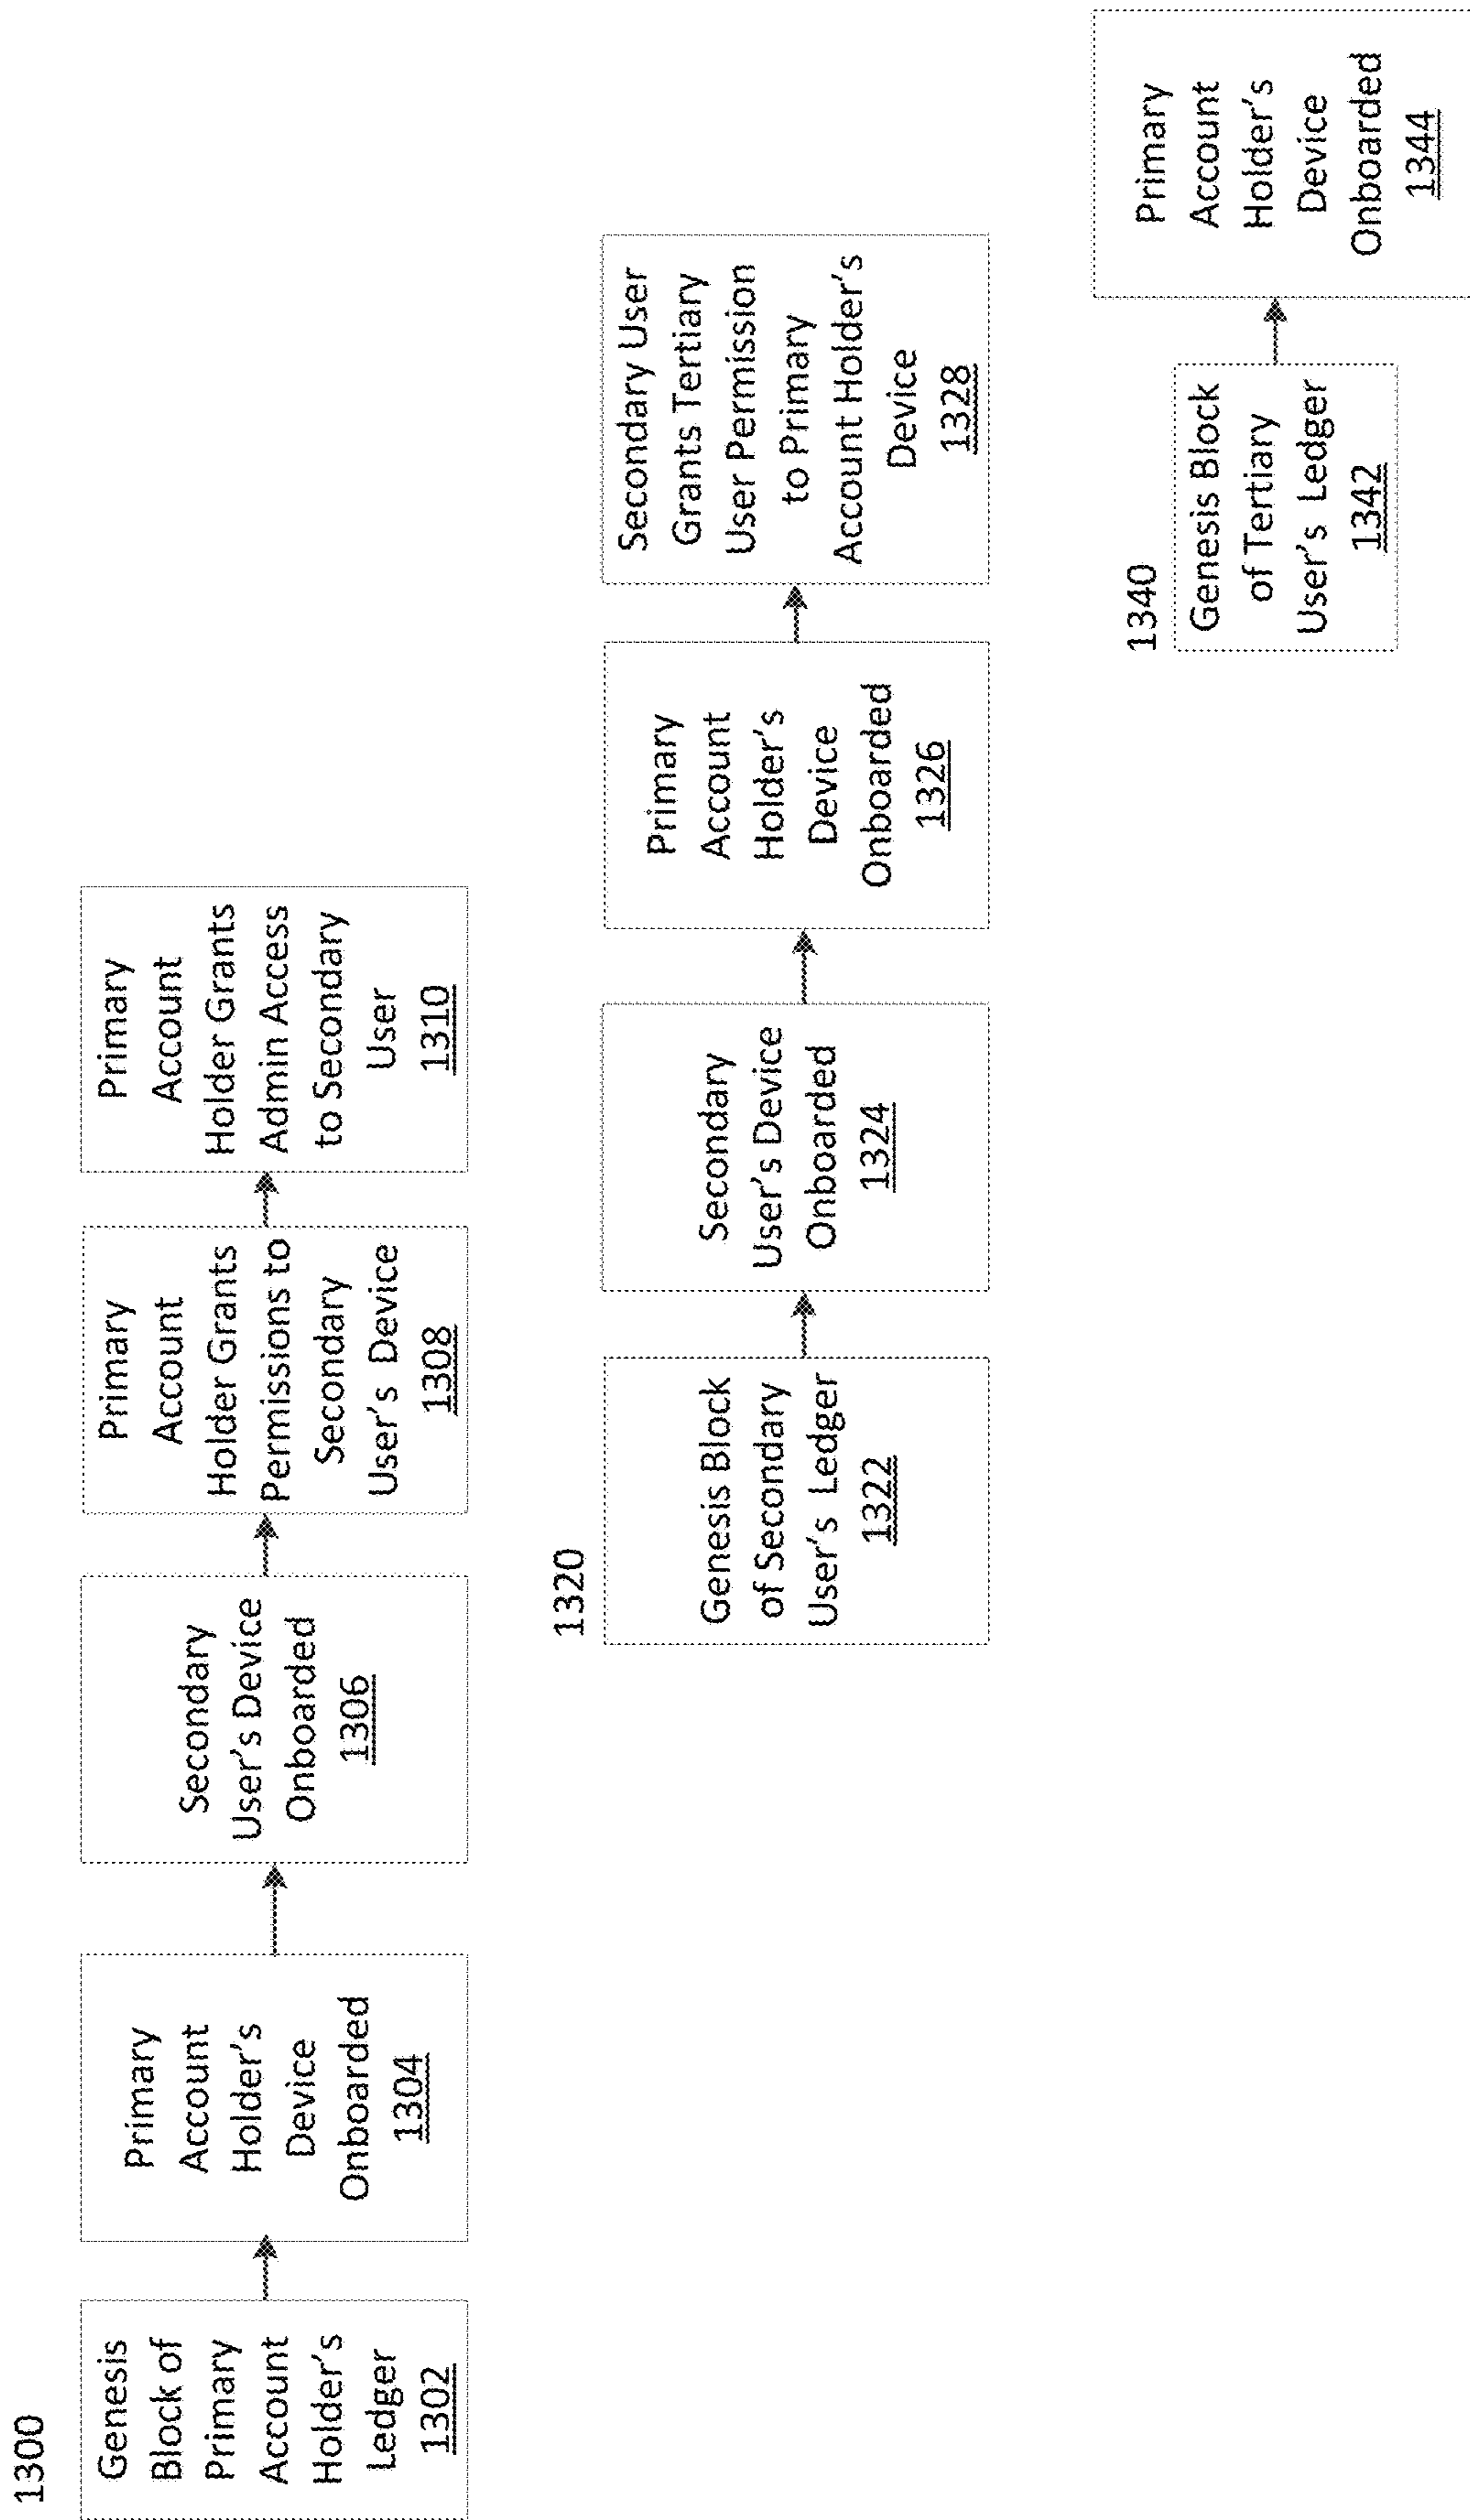 1300
Genesis
Block of
Primary
Account
Holder's
Ledger
1302
Primary
Account
Holder's
Device
Onboarded
1304
Secondary
User's Device
Onboarded
1306
Primary
Account
Holder Grants
Permissions to
Secondary
User's Device
1308
Primary
Account
Holder Grants
Admin Access
to Secondary
User
1310
1320
Genesis Block
of Secondary
User's Ledger
1322
Secondary
User's Device
Onboarded
1324
Primary
Account
Holder's
Device
Onboarded
1326
Secondary User
Grants Tertiary
User Permission
to Primary
Account Holder's
Device
1328
1340
Genesis Block
of Tertiary
User's Ledger
1342
Primary
Account
Holder's
Device
Onboarded
1344